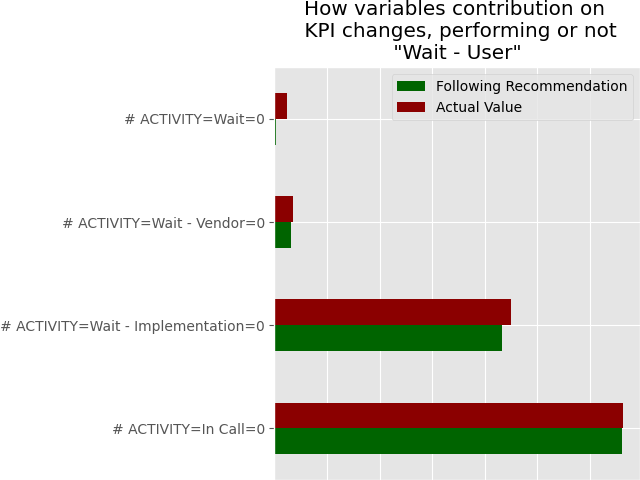 How variables contribution on
KPI changes, performing or not
"Wait - User"
Following Recommendation
Actual Value
# ACTIVITY=Wait=0
# ACTIVITY=Wait - Vendor=0
# ACTIVITY=Wait - Implementation=0
# ACTIVITY=In Call=0